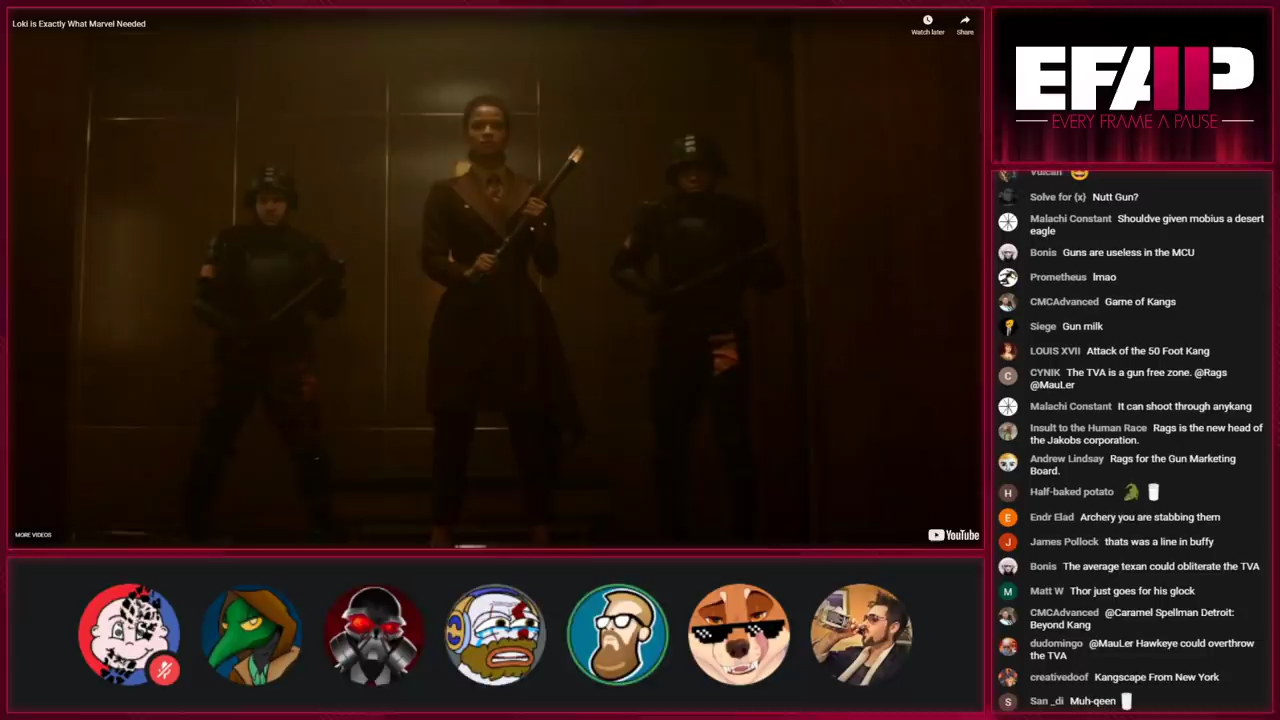 Loki is Exactly What Marvel Needed
Watch later
Share
MORE VIDEOS
YouTube
EFAP
EVERY FRAME A PAUSE
Vulcan
Solve for {x} Nutt Gun?
Malachi Constant Shouldve given mobius a desert
eagle
Bonis Guns are useless in the MCU
Prometheus lmao
CMCAdvanced Game of Kangs
Siege Gun milk
LOUIS XVII Attack of the 50 Foot Kang
C
CYNIK The TVA is a gun free zone. @Rags
@MauLer
Malachi Constant It can shoot through anykang
Insult to the Human Race Rags is the new head of
the Jakobs corporation.
Andrew Lindsay Rags for the Gun Marketing
Board.
H
Half-baked potato
E
Endr Elad Archery you are stabbing them
J
James Pollock thats was a line in buffy
Bonis The average texan could obliterate the TVA
M
Matt W Thor just goes for his glock
CMCAdvanced @Caramel Spellman Detroit:
Beyond Kang
dudomingo @MauLer Hawkeye could overthrow
the TVA
creativedoof Kangscape From New York
S
San _di Muh-qeen